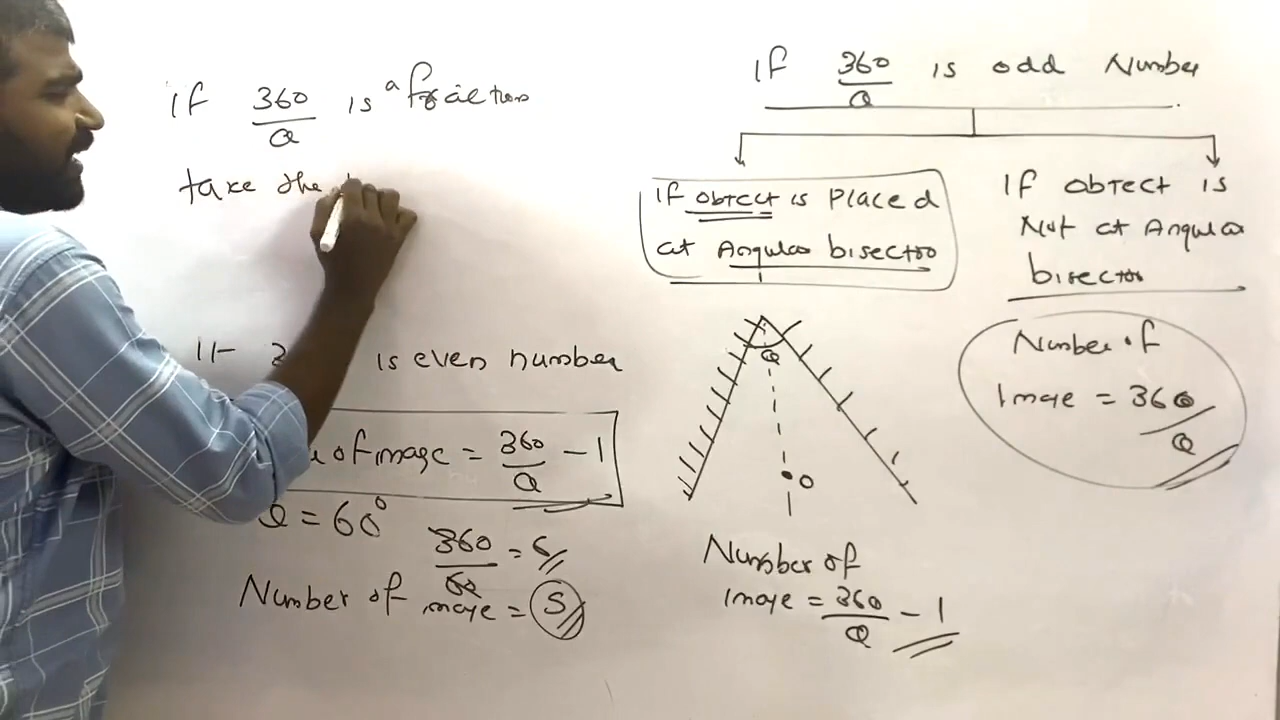 If 360/θ is a fraction
take the
If 3 is even number
of image = 360/θ - 1
θ = 60°
360/60 = 6
Number of image = 5
If 360/θ is odd Number
If object is placed
at Angular bisector
If object is
Not at Angular
bisector
θ
O
Number of
image = 360/θ - 1
Number of
Image = 360/θ